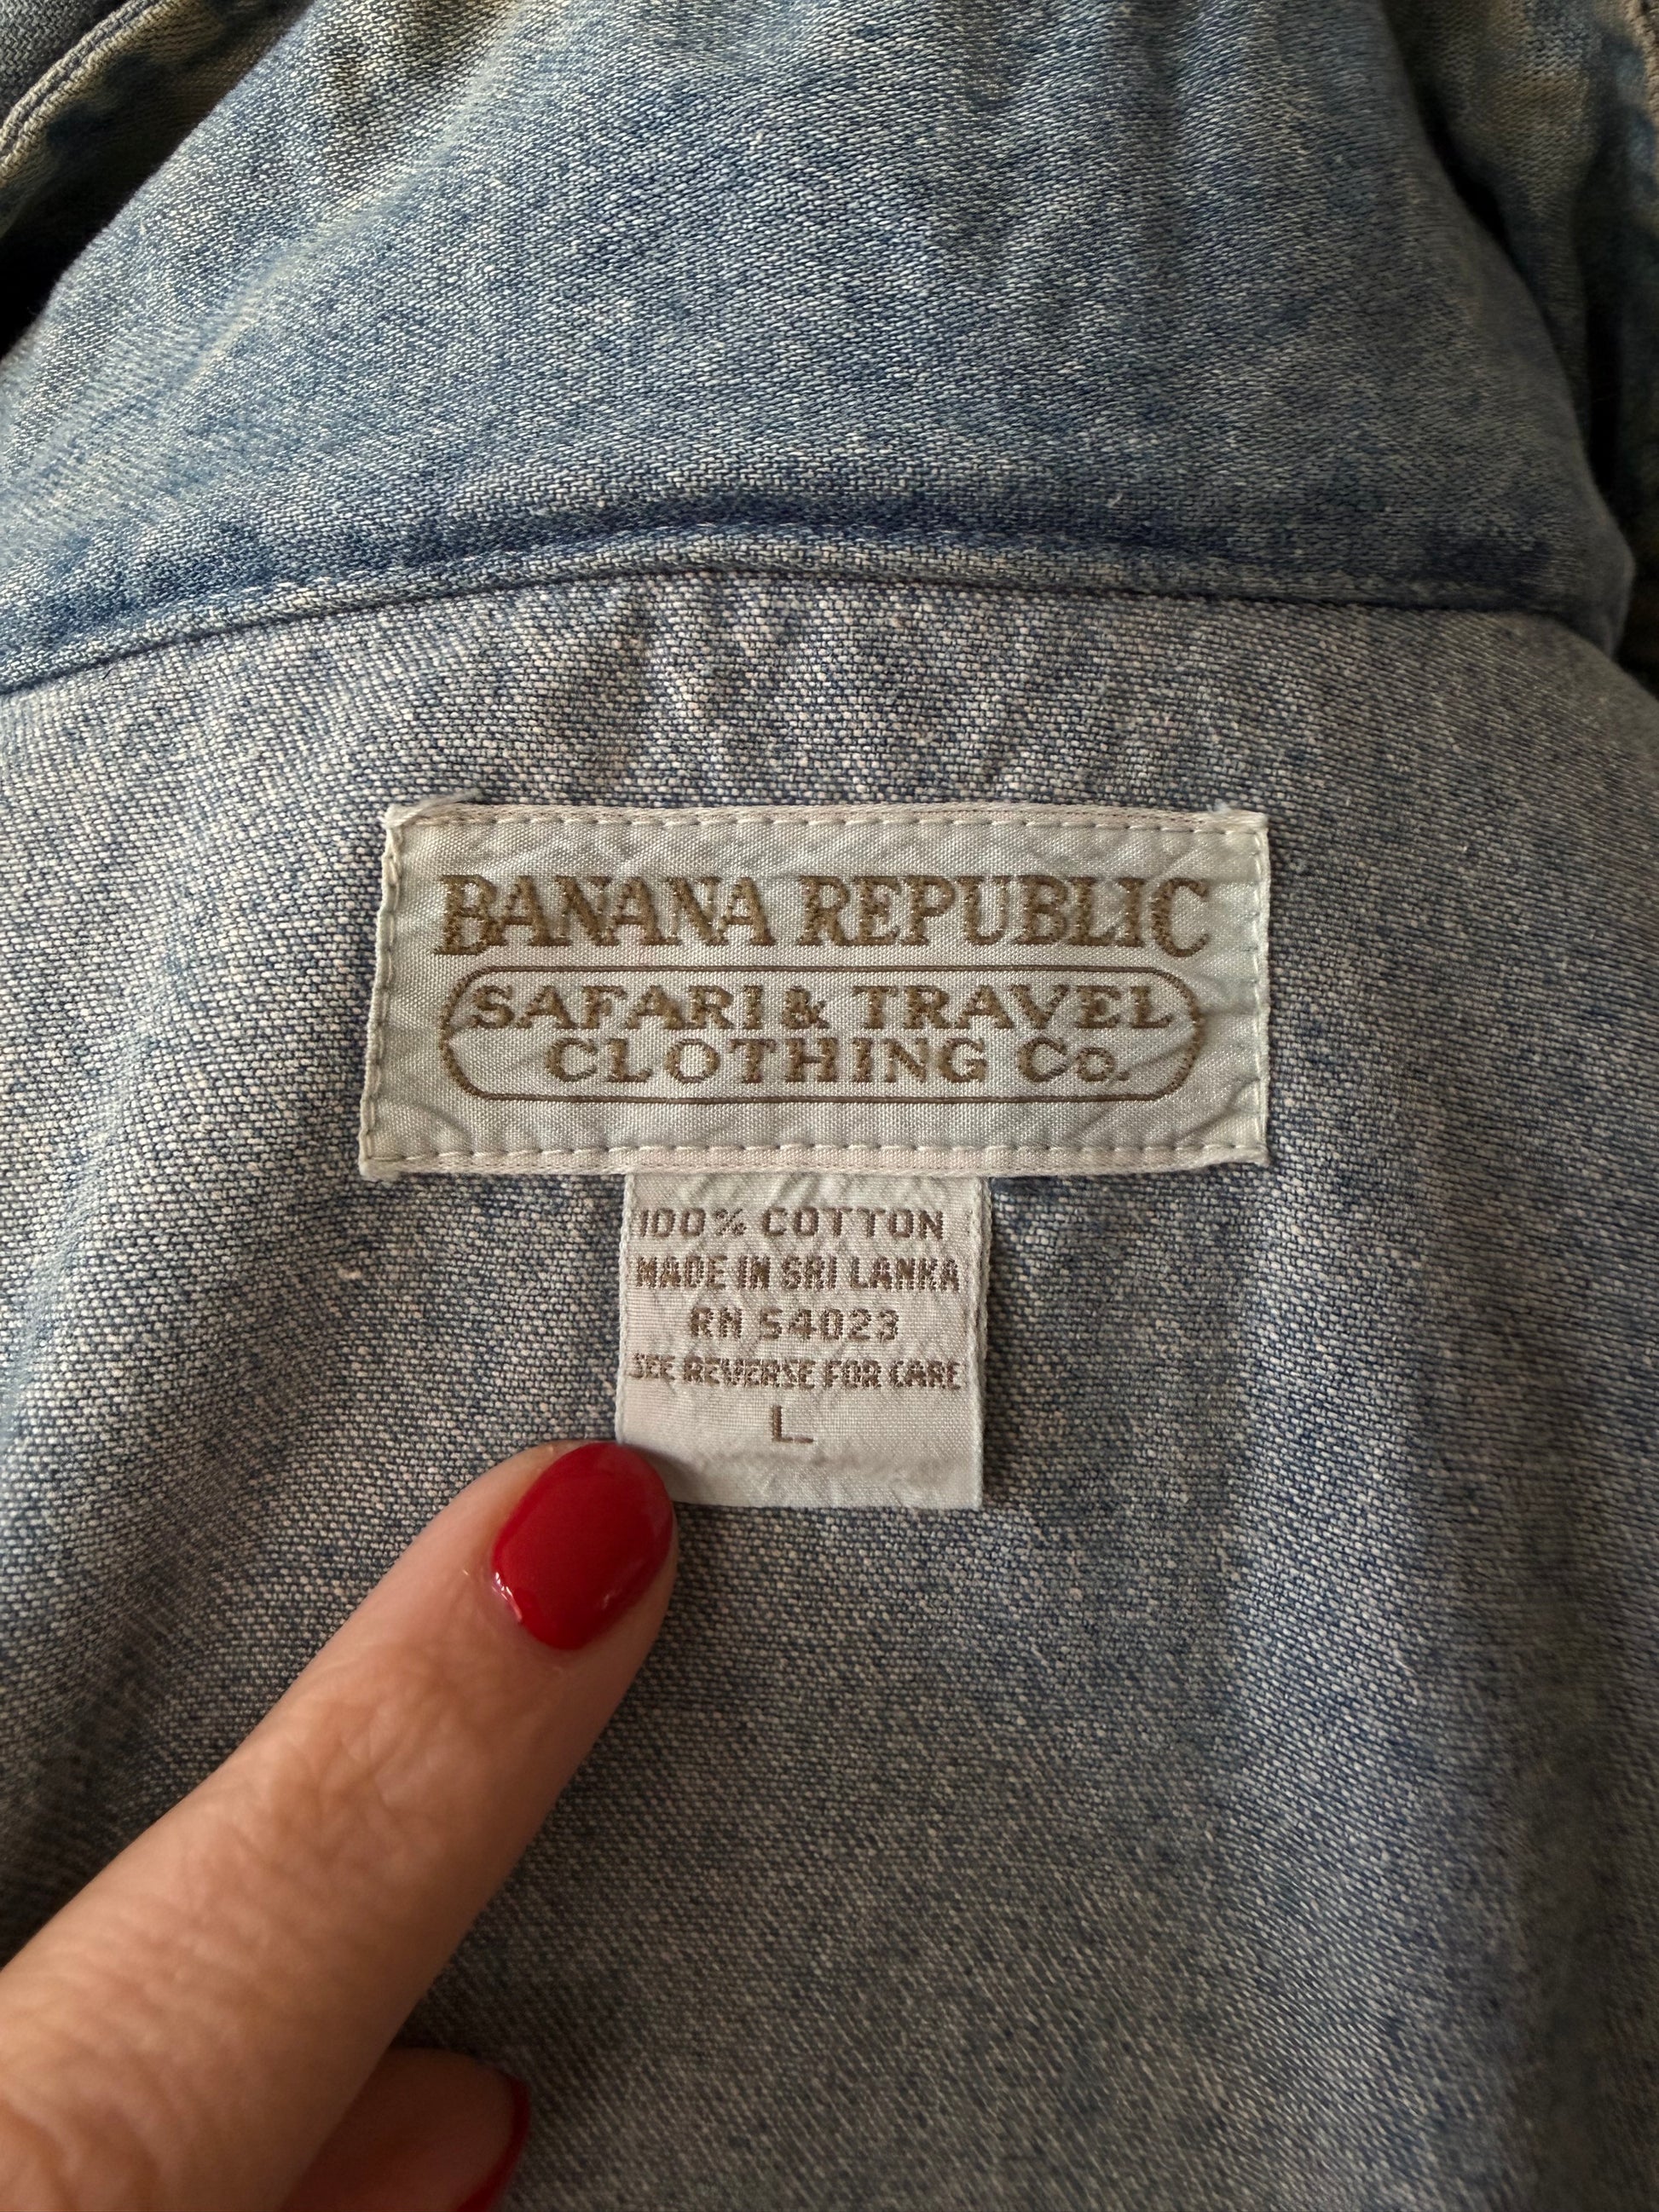 BANANA REPUBLIC
SAFARI & TRAVEL
CLOTHING Co.
100% COTTON
MADE IN SRI LANKA
RN 54023
SEE REVERSE FOR CARE
L